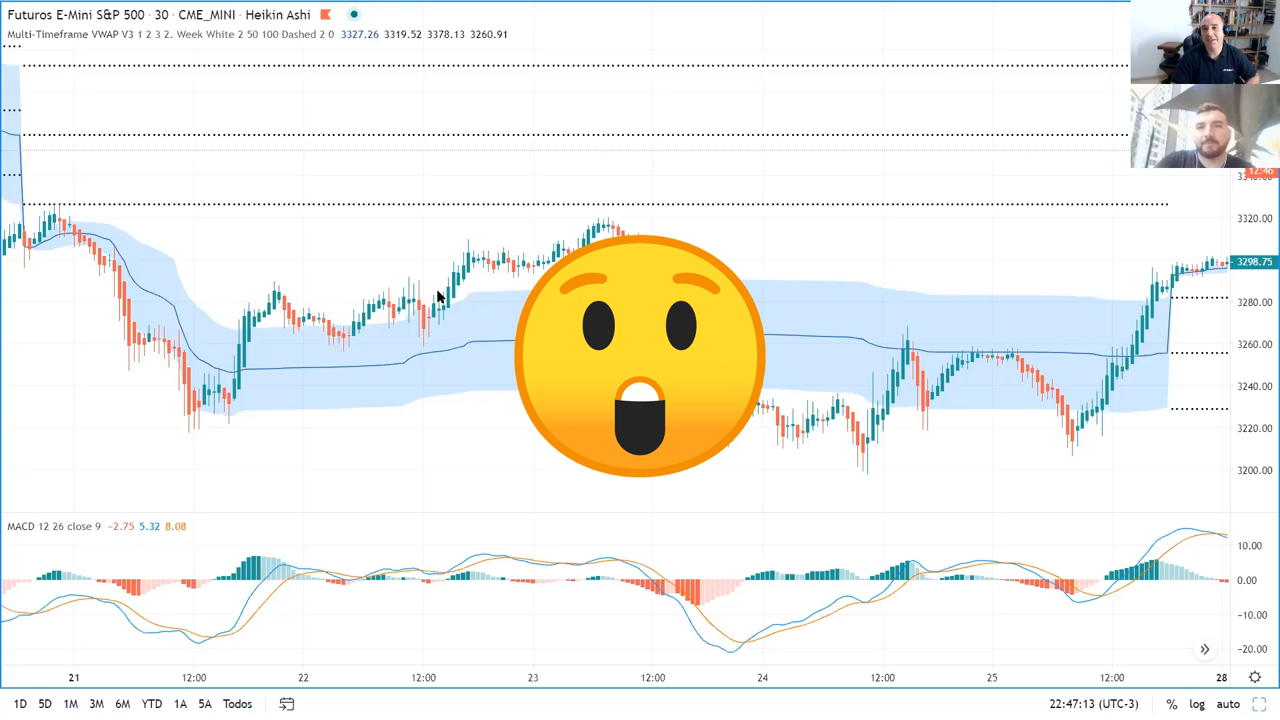 Futuros E-Mini S&P 500 · 30 · CME_MINI · Heikin Ashi
Multi-Timeframe VWAP V3 1 2 3 2. Week White 2 50 100 Dashed 2 0 3327.26 3319.52 3378.13 3260.91
12:46
3320.00
3298.75
3280.00
3260.00
3240.00
3220.00
3200.00
MACD 12 26 close 9 −2.75 5.32 8.08
10.00
0.00
−10.00
−20.00
21 12:00 22 12:00 23 12:00 24 12:00 25 12:00 28
1D 5D 1M 3M 6M YTD 1A 5A Todos 22:47:13 (UTC-3) % log auto